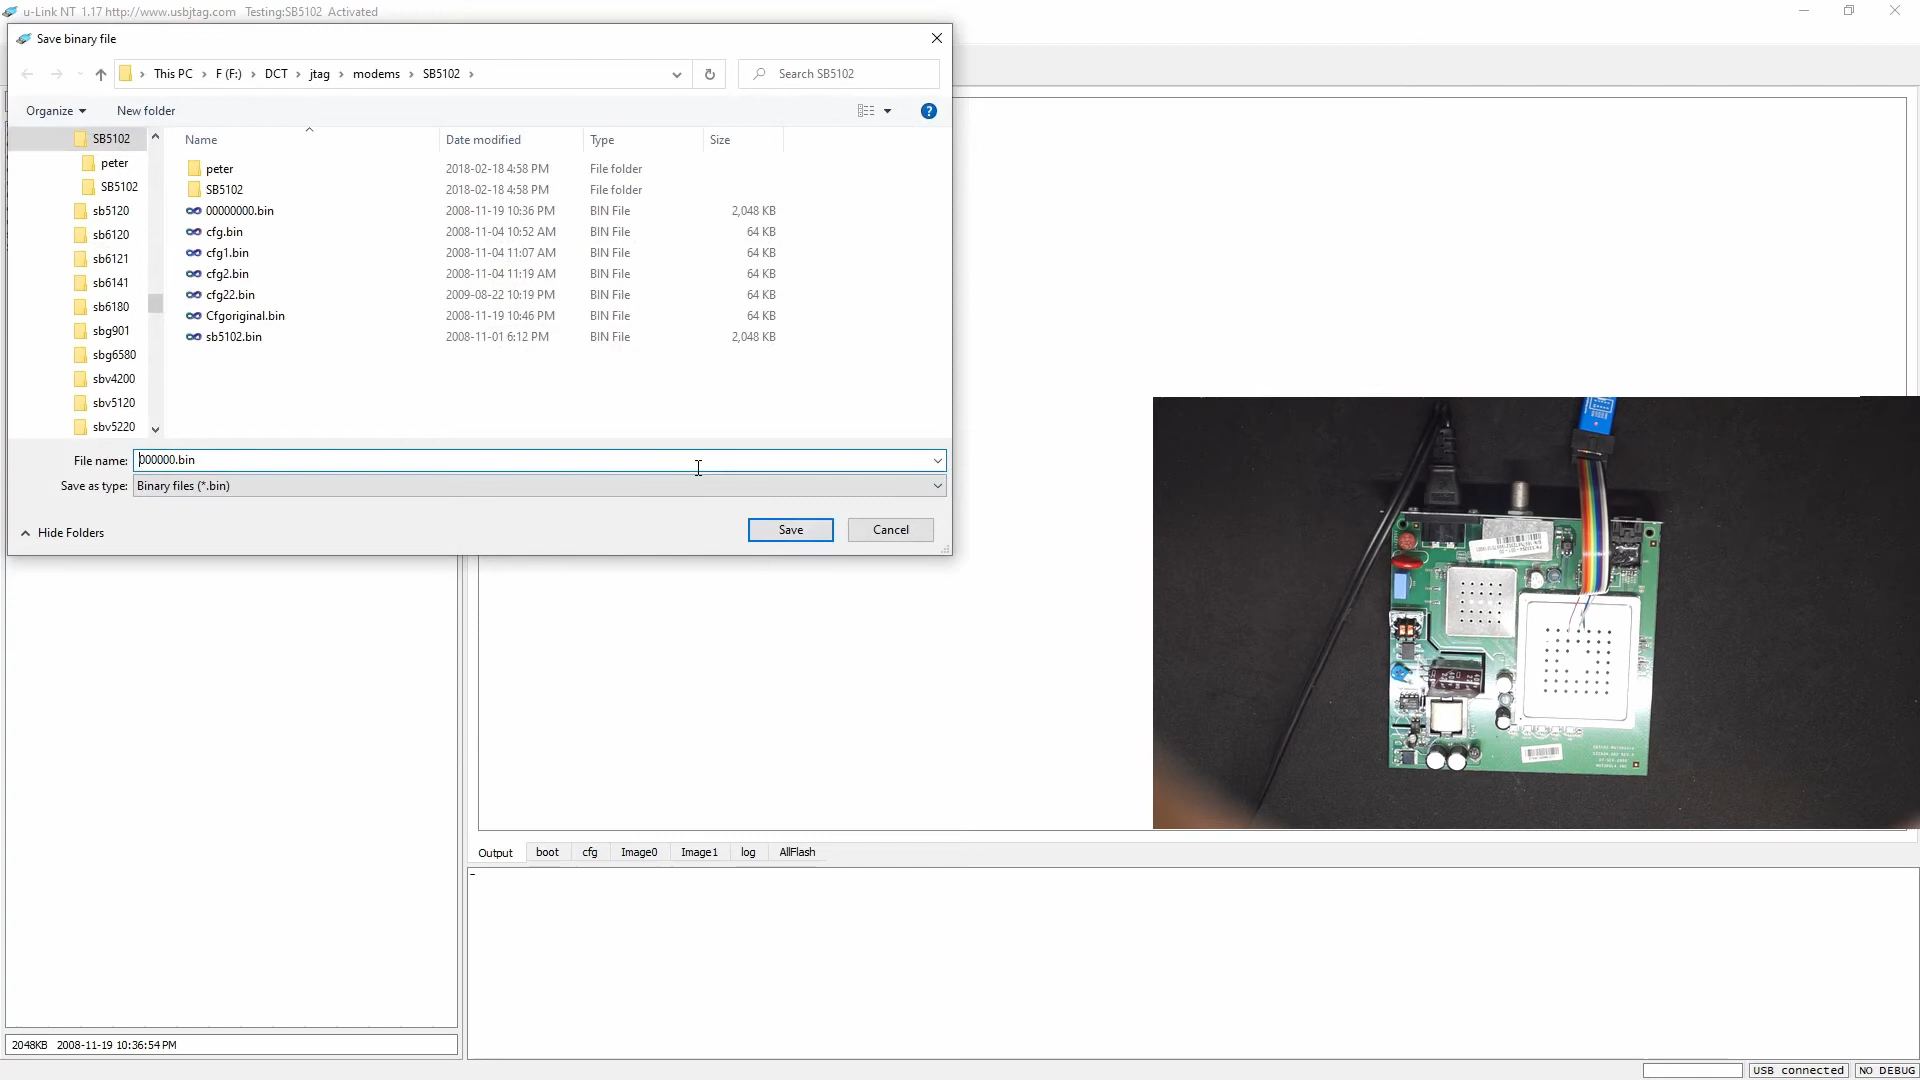 u-Link NT 1.17 http://www.usbjtag.com Testing:SB5102 Activated
Save binary file
This PC F (F:) DCT jtag modems SB5102
Search SB5102
Organize New folder
Name Date modified Type Size
SB5102
peter
SB5102
sb5120
sb6120
sb6121
sb6141
sb6180
sbg901
sbg6580
sbv4200
sbv5120
sbv5220
peter 2018-02-18 4:58 PM File folder
SB5102 2018-02-18 4:58 PM File folder
00000000.bin 2008-11-19 10:36 PM BIN File 2,048 KB
cfg.bin 2008-11-04 10:52 AM BIN File 64 KB
cfg1.bin 2008-11-04 11:07 AM BIN File 64 KB
cfg2.bin 2008-11-04 11:19 AM BIN File 64 KB
cfg22.bin 2009-08-22 10:19 PM BIN File 64 KB
Cfgoriginal.bin 2008-11-19 10:46 PM BIN File 64 KB
sb5102.bin 2008-11-01 6:12 PM BIN File 2,048 KB
File name: 000000.bin
Save as type: Binary files (*.bin)
Hide Folders
Save Cancel
Output boot cfg Image0 Image1 log AllFlash
2048KB 2008-11-19 10:36:54 PM
USB connected NO DEBUG